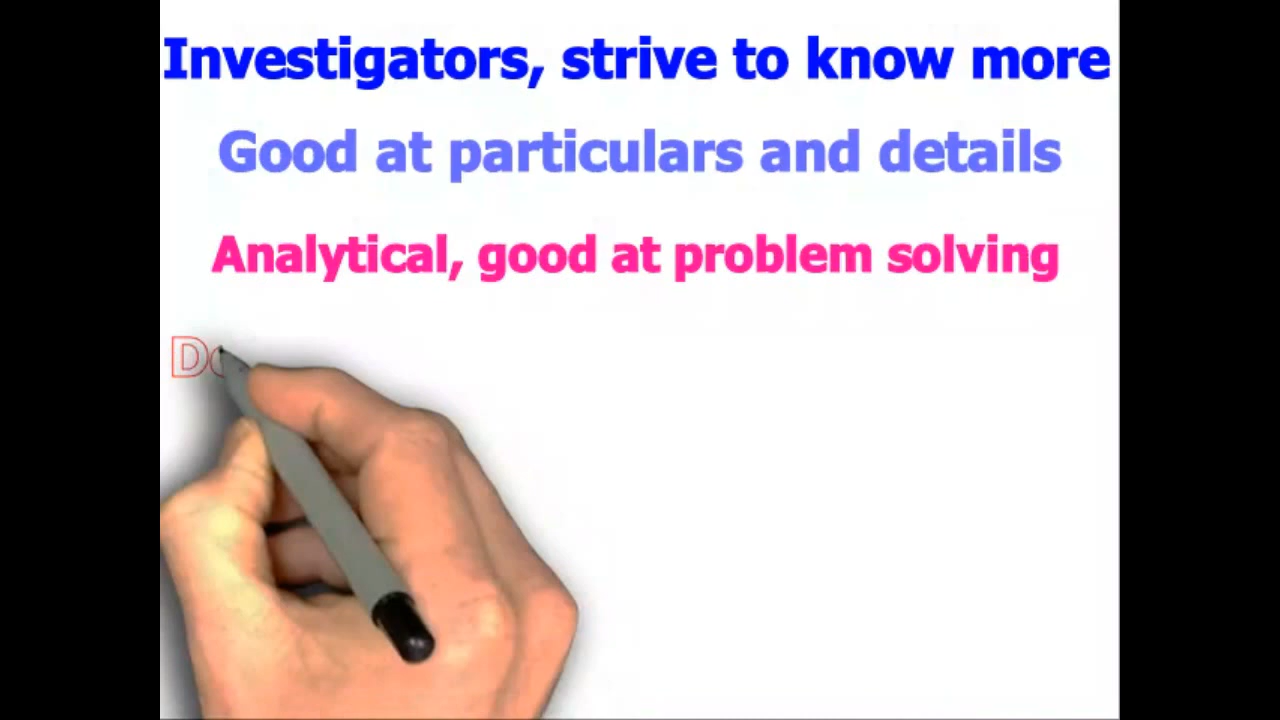 Investigators, strive to know more
Good at particulars and details
Analytical, good at problem solving